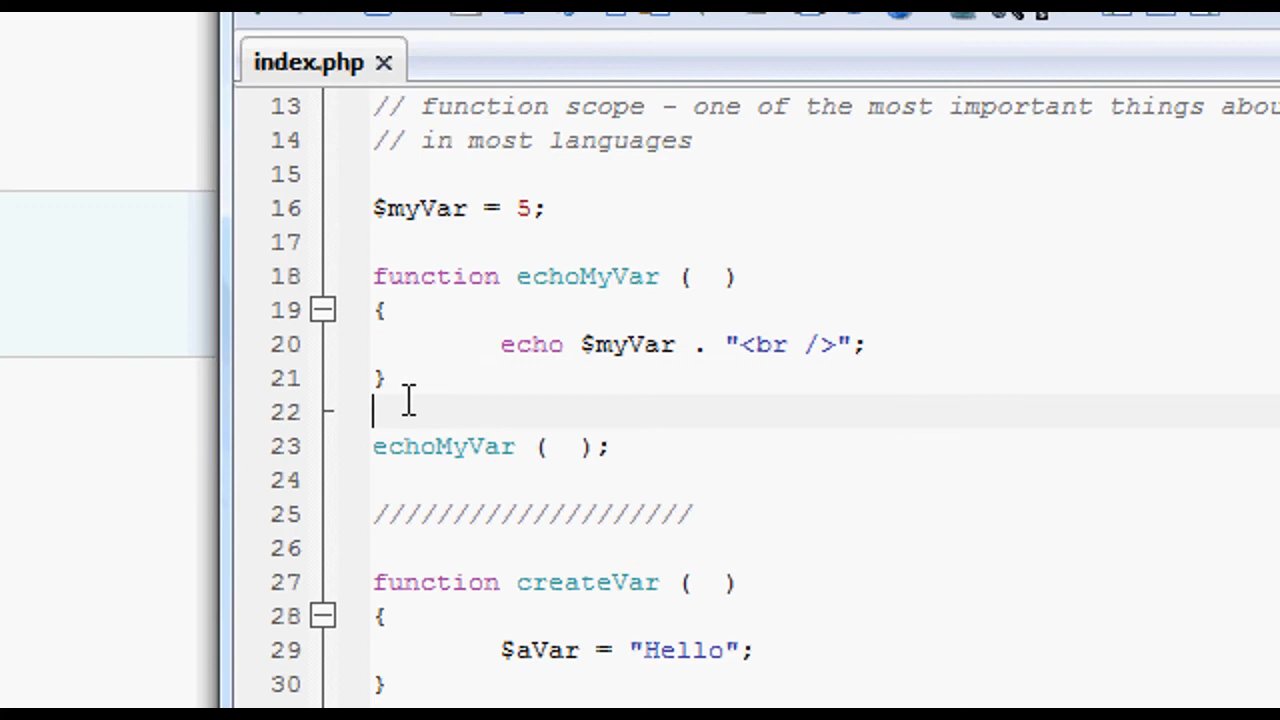 index.php
13 // function scope - one of the most important things
14 // in most languages
15
16 $myVar = 5;
17
18 function echoMyVar (  )
19 {
20 echo $myVar . "<br />";
21 }
22
23 echoMyVar (  );
24
25 ////////////////////
26
27 function createVar (  )
28 {
29 $aVar = "Hello";
30 }